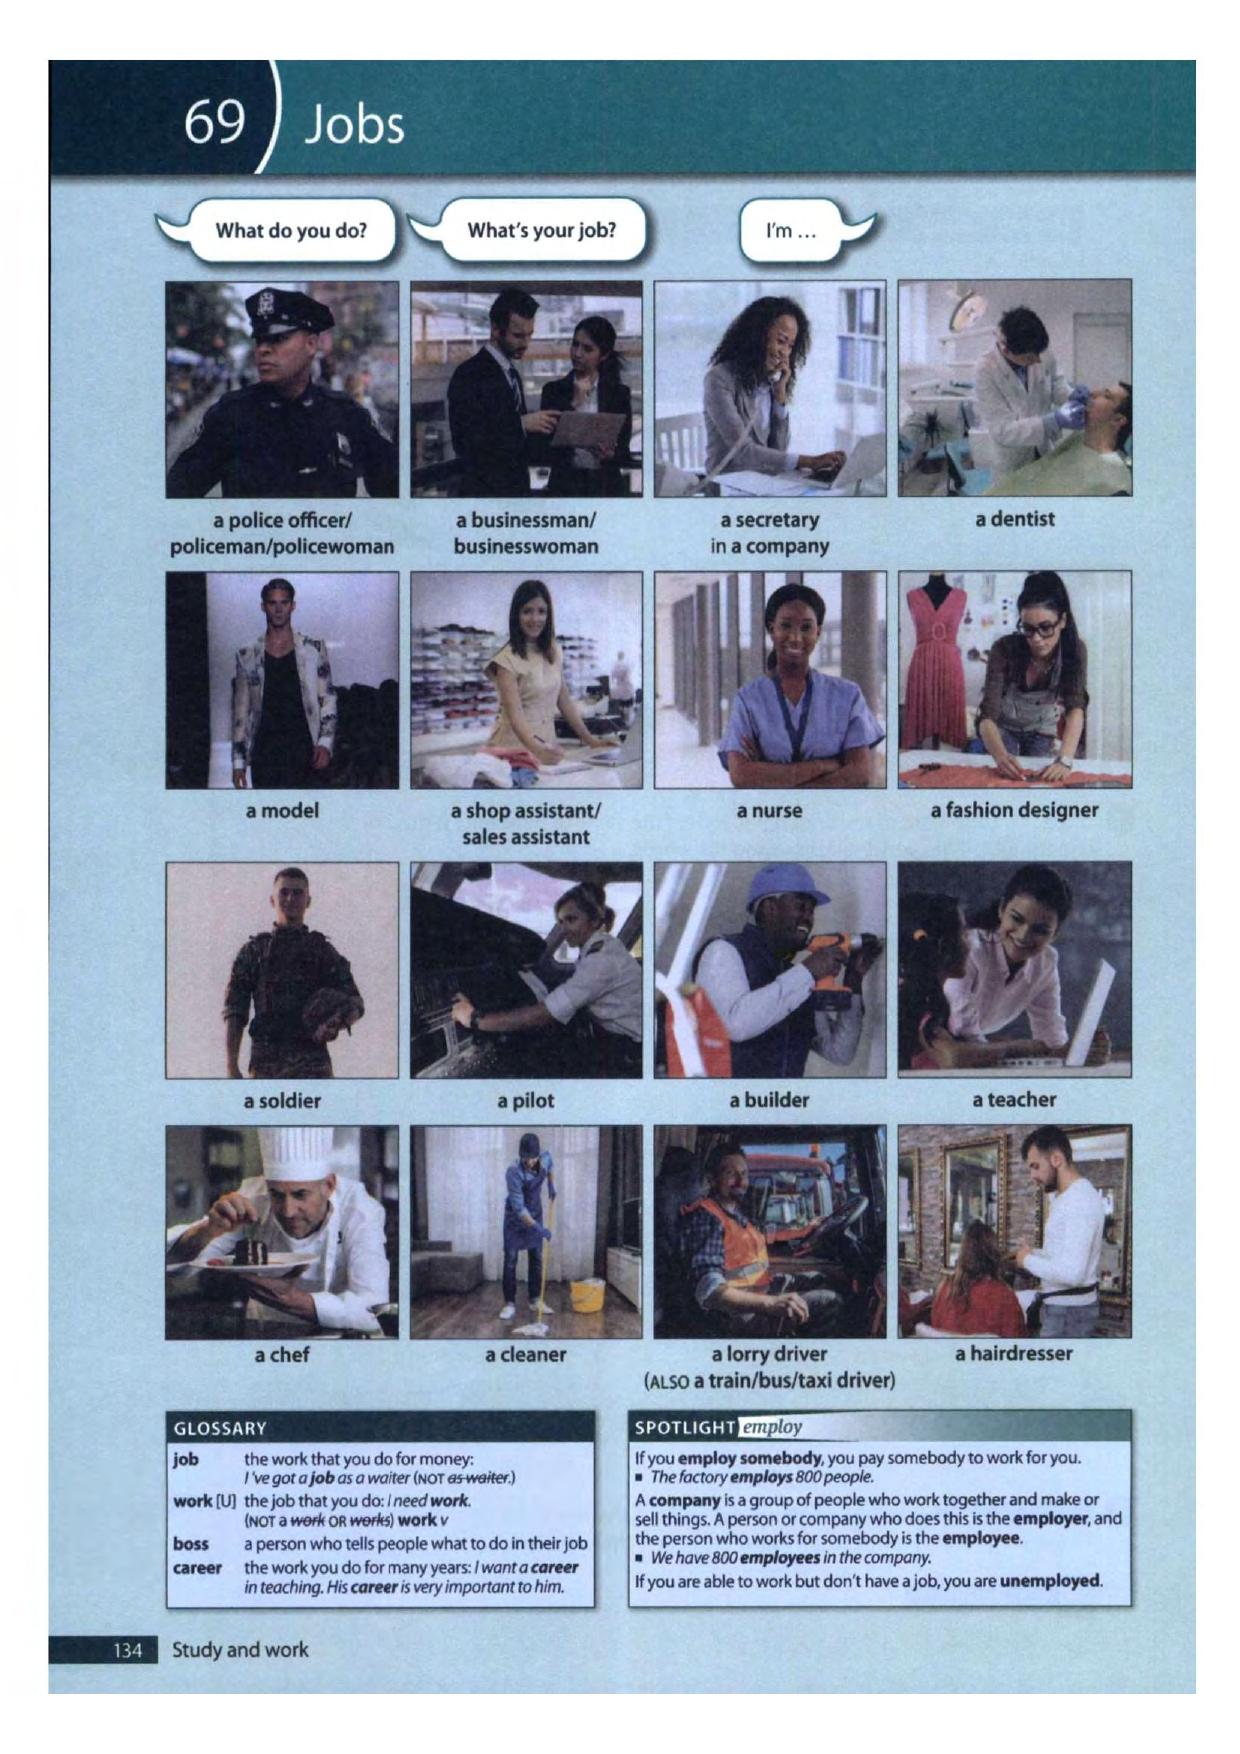 69 Jobs
What do you do?
What's your job?
I'm ...
a police officer/
policeman/policewoman
a businessman/
businesswoman
a secretary
in a company
a dentist
a model
a shop assistant/
sales assistant
a nurse
a fashion designer
a soldier
a pilot
a builder
a teacher
a chef
a cleaner
a lorry driver
(ALSO a train/bus/taxi driver)
a hairdresser
GLOSSARY
job the work that you do for money:
I've got a job as a waiter (NOT as waiter.)
work [U] the job that you do: I need work.
(NOT a work OR works) work v
boss a person who tells people what to do in their job
career the work you do for many years: I want a career
in teaching. His career is very important to him.
SPOTLIGHT employ
If you employ somebody, you pay somebody to work for you.
▪ The factory employs 800 people.
A company is a group of people who work together and make or
sell things. A person or company who does this is the employer, and
the person who works for somebody is the employee.
▪ We have 800 employees in the company.
If you are able to work but don't have a job, you are unemployed.
134 Study and work